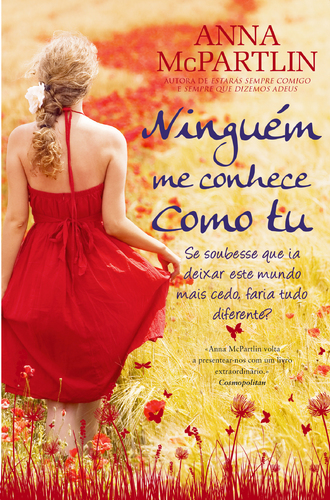 ANNA
McPARTLIN
AUTORA DE ESTARÁS SEMPRE COMIGO
E SEMPRE QUE DIZEMOS ADEUS
Ninguém
me conhece
como tu
Se soubesse que ia
deixar este mundo
mais cedo, faria tudo
diferente?
«Anna McPartlin volta
a presentear-nos com um livro
extraordinário.»
Cosmopolitan